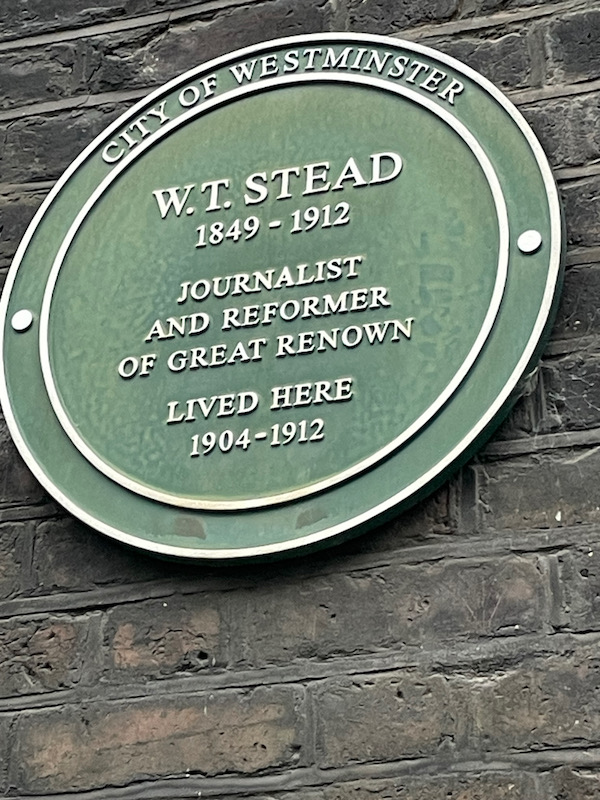 CITY OF WESTMINSTER
W.T. STEAD
1849 - 1912
JOURNALIST
AND REFORMER
OF GREAT RENOWN
LIVED HERE
1904-1912